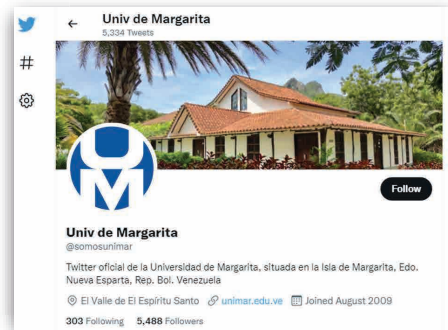 Univ de Margarita
5,334 Tweets
UM
Follow
Univ de Margarita
@somosunimar
Twitter oficial de la Universidad de Margarita, situada en la Isla de Margarita, Edo.
Nueva Esparta, Rep. Bol. Venezuela
El Valle de El Espíritu Santo unimar.edu.ve Joined August 2009
303 Following 5,488 Followers